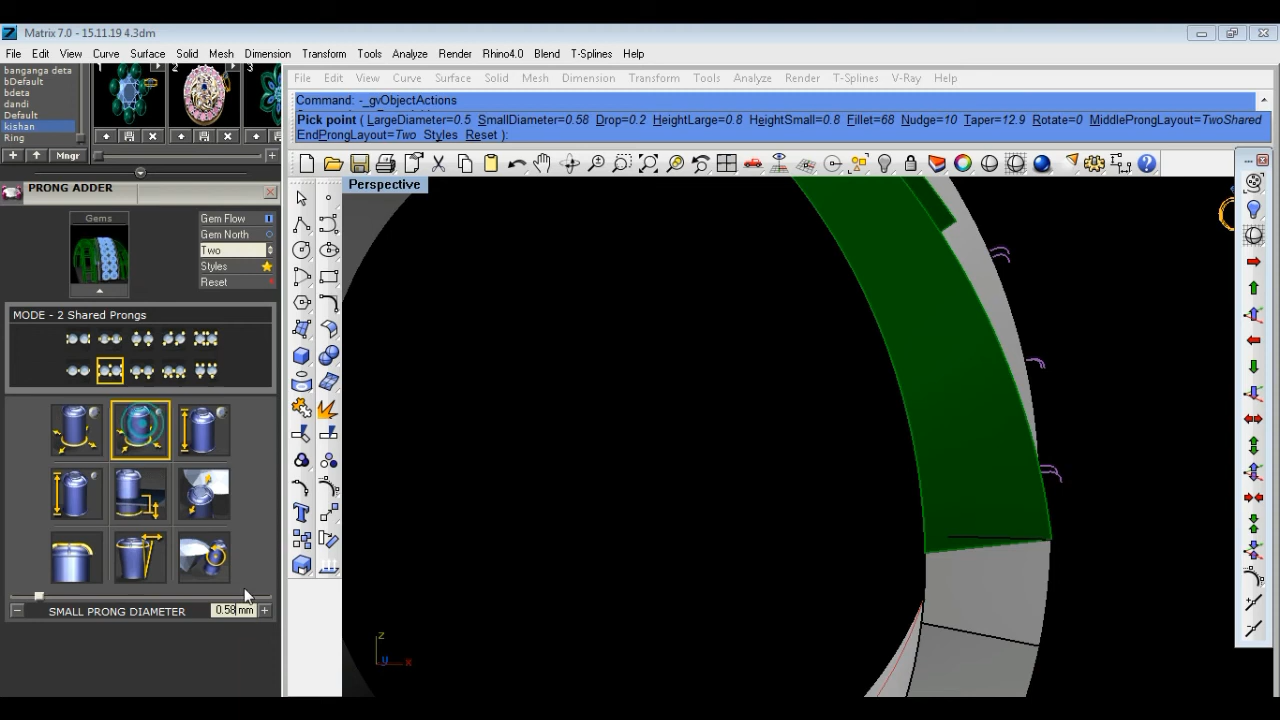 Matrix 7.0 - 15.11.19 4.3dm
File Edit View Curve Surface Solid Mesh Dimension Transform Tools Analyze Render Rhino4.0 Blend T-Splines Help
banganga deta
bDefault
bdeta
dandi
Default
kishan
Ring
1 2 3
Mngr
File Edit View Curve Surface Solid Mesh Dimension Transform Tools Analyze Render T-Splines V-Ray Help
Command: -_gvObjectActions
Pick point ( LargeDiameter=0.5 SmallDiameter=0.58 Drop=0.2 HeightLarge=0.8 HeightSmall=0.8 Fillet=68 Nudge=10 Taper=12.9 Rotate=0 MiddleProngLayout=TwoShared
EndProngLayout=Two Styles Reset ):
Perspective
PRONG ADDER
Gems
Gem Flow
Gem North
Two
Styles
Reset
MODE - 2 Shared Prongs
SMALL PRONG DIAMETER 0.58 mm
z
y x